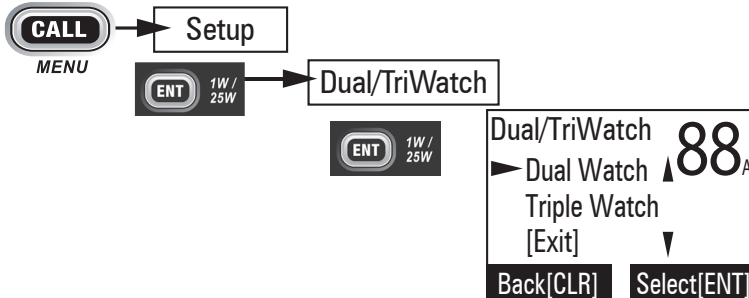 CALL
MENU
Setup
ENT
1W /
25W
Dual/TriWatch
ENT
1W /
25W
Dual/TriWatch
88A
Dual Watch
Triple Watch
[Exit]
Back[CLR]
Select[ENT]